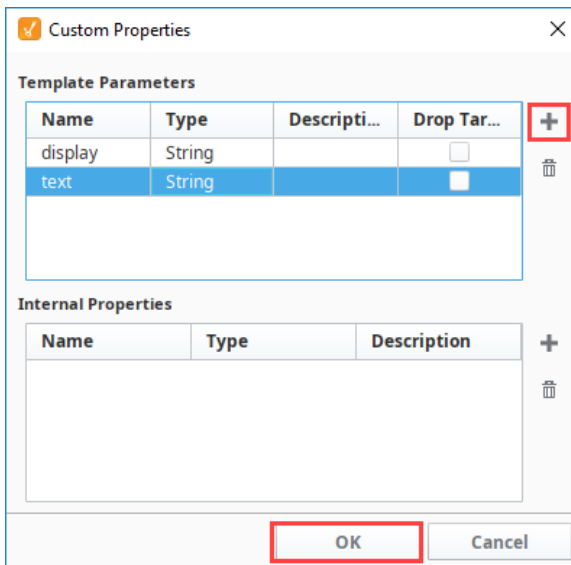 Custom Properties
Template Parameters
Name Type Descripti... Drop Tar...
display String
text String
Internal Properties
Name Type Description
OK Cancel